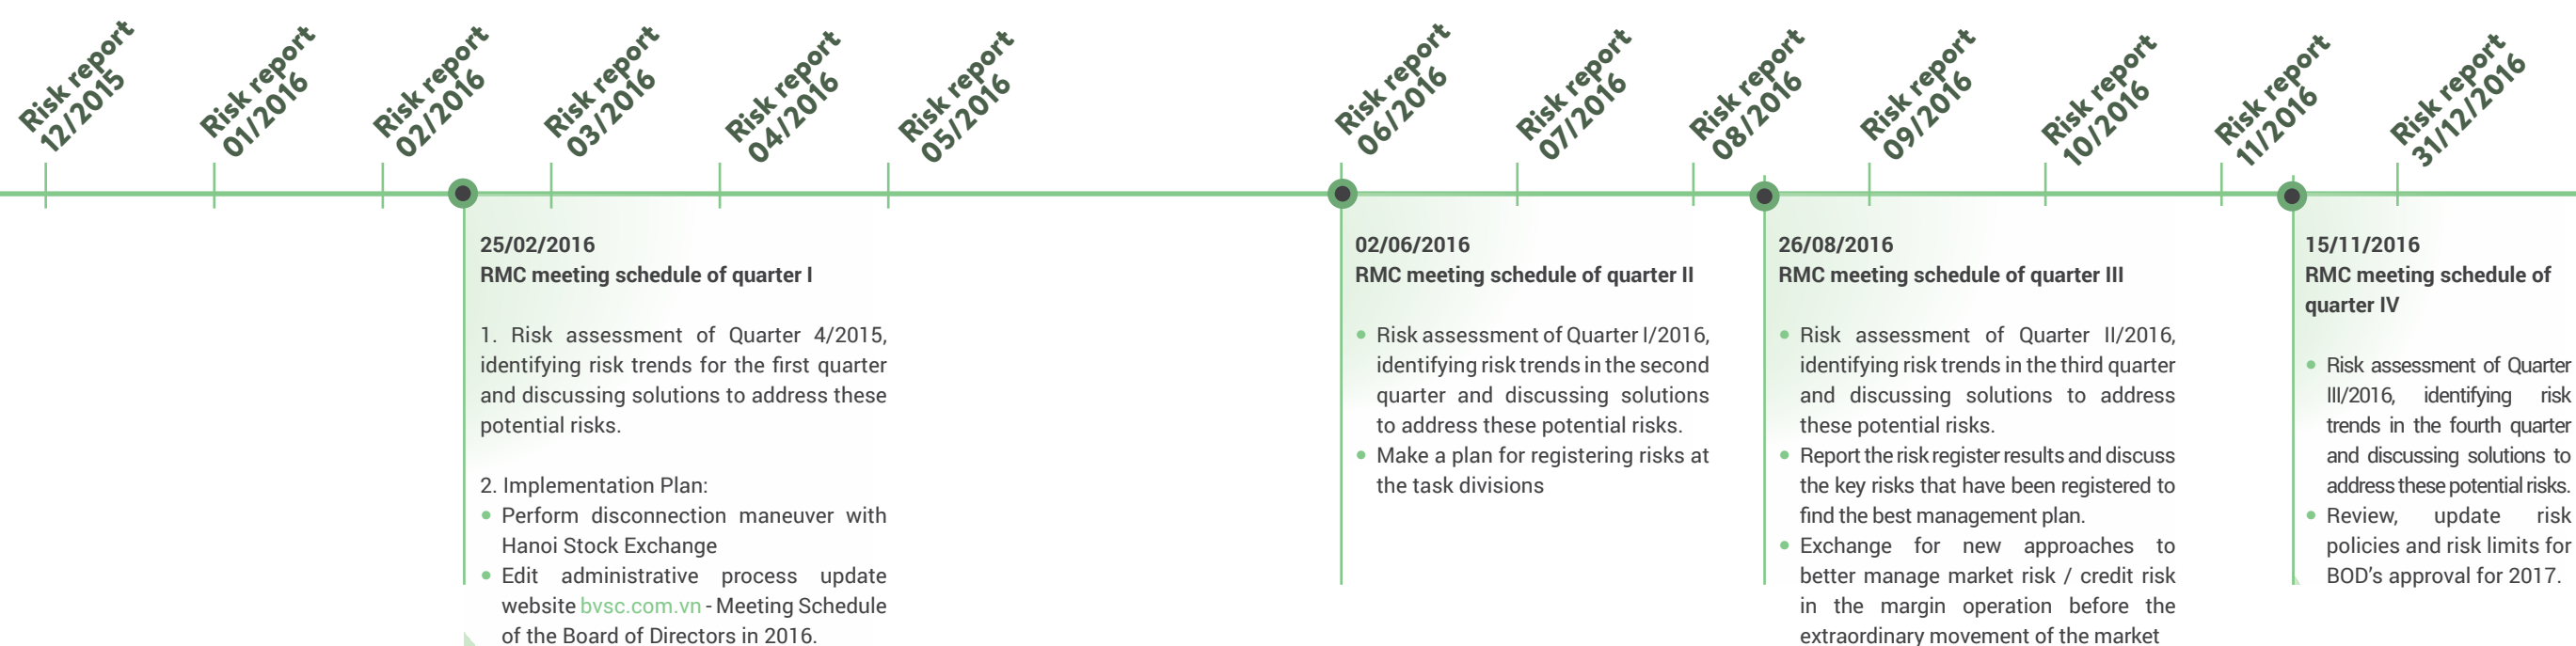 Risk report
12/2015
Risk report
01/2016
Risk report
02/2016
Risk report
03/2016
Risk report
04/2016
Risk report
05/2016
Risk report
06/2016
Risk report
07/2016
Risk report
08/2016
Risk report
09/2016
Risk report
10/2016
Risk report
11/2016
Risk report
31/12/2016
25/02/2016
RMC meeting schedule of quarter I
1. Risk assessment of Quarter 4/2015,
identifying risk trends for the first quarter
and discussing solutions to address these
potential risks.
2. Implementation Plan:
• Perform disconnection maneuver with
Hanoi Stock Exchange
• Edit administrative process update
website bvsc.com.vn - Meeting Schedule
of the Board of Directors in 2016.
02/06/2016
RMC meeting schedule of quarter II
• Risk assessment of Quarter I/2016,
identifying risk trends in the second
quarter and discussing solutions
to address these potential risks.
• Make a plan for registering risks at
the task divisions
26/08/2016
RMC meeting schedule of quarter III
• Risk assessment of Quarter II/2016,
identifying risk trends in the third quarter
and discussing solutions to address
these potential risks.
• Report the risk register results and discuss
the key risks that have been registered to
find the best management plan.
• Exchange for new approaches to
better manage market risk / credit risk
in the margin operation before the
extraordinary movement of the market
15/11/2016
RMC meeting schedule of
quarter IV
• Risk assessment of Quarter
III/2016, identifying risk
trends in the fourth quarter
and discussing solutions to
address these potential risks.
• Review, update risk
policies and risk limits for
BOD's approval for 2017.